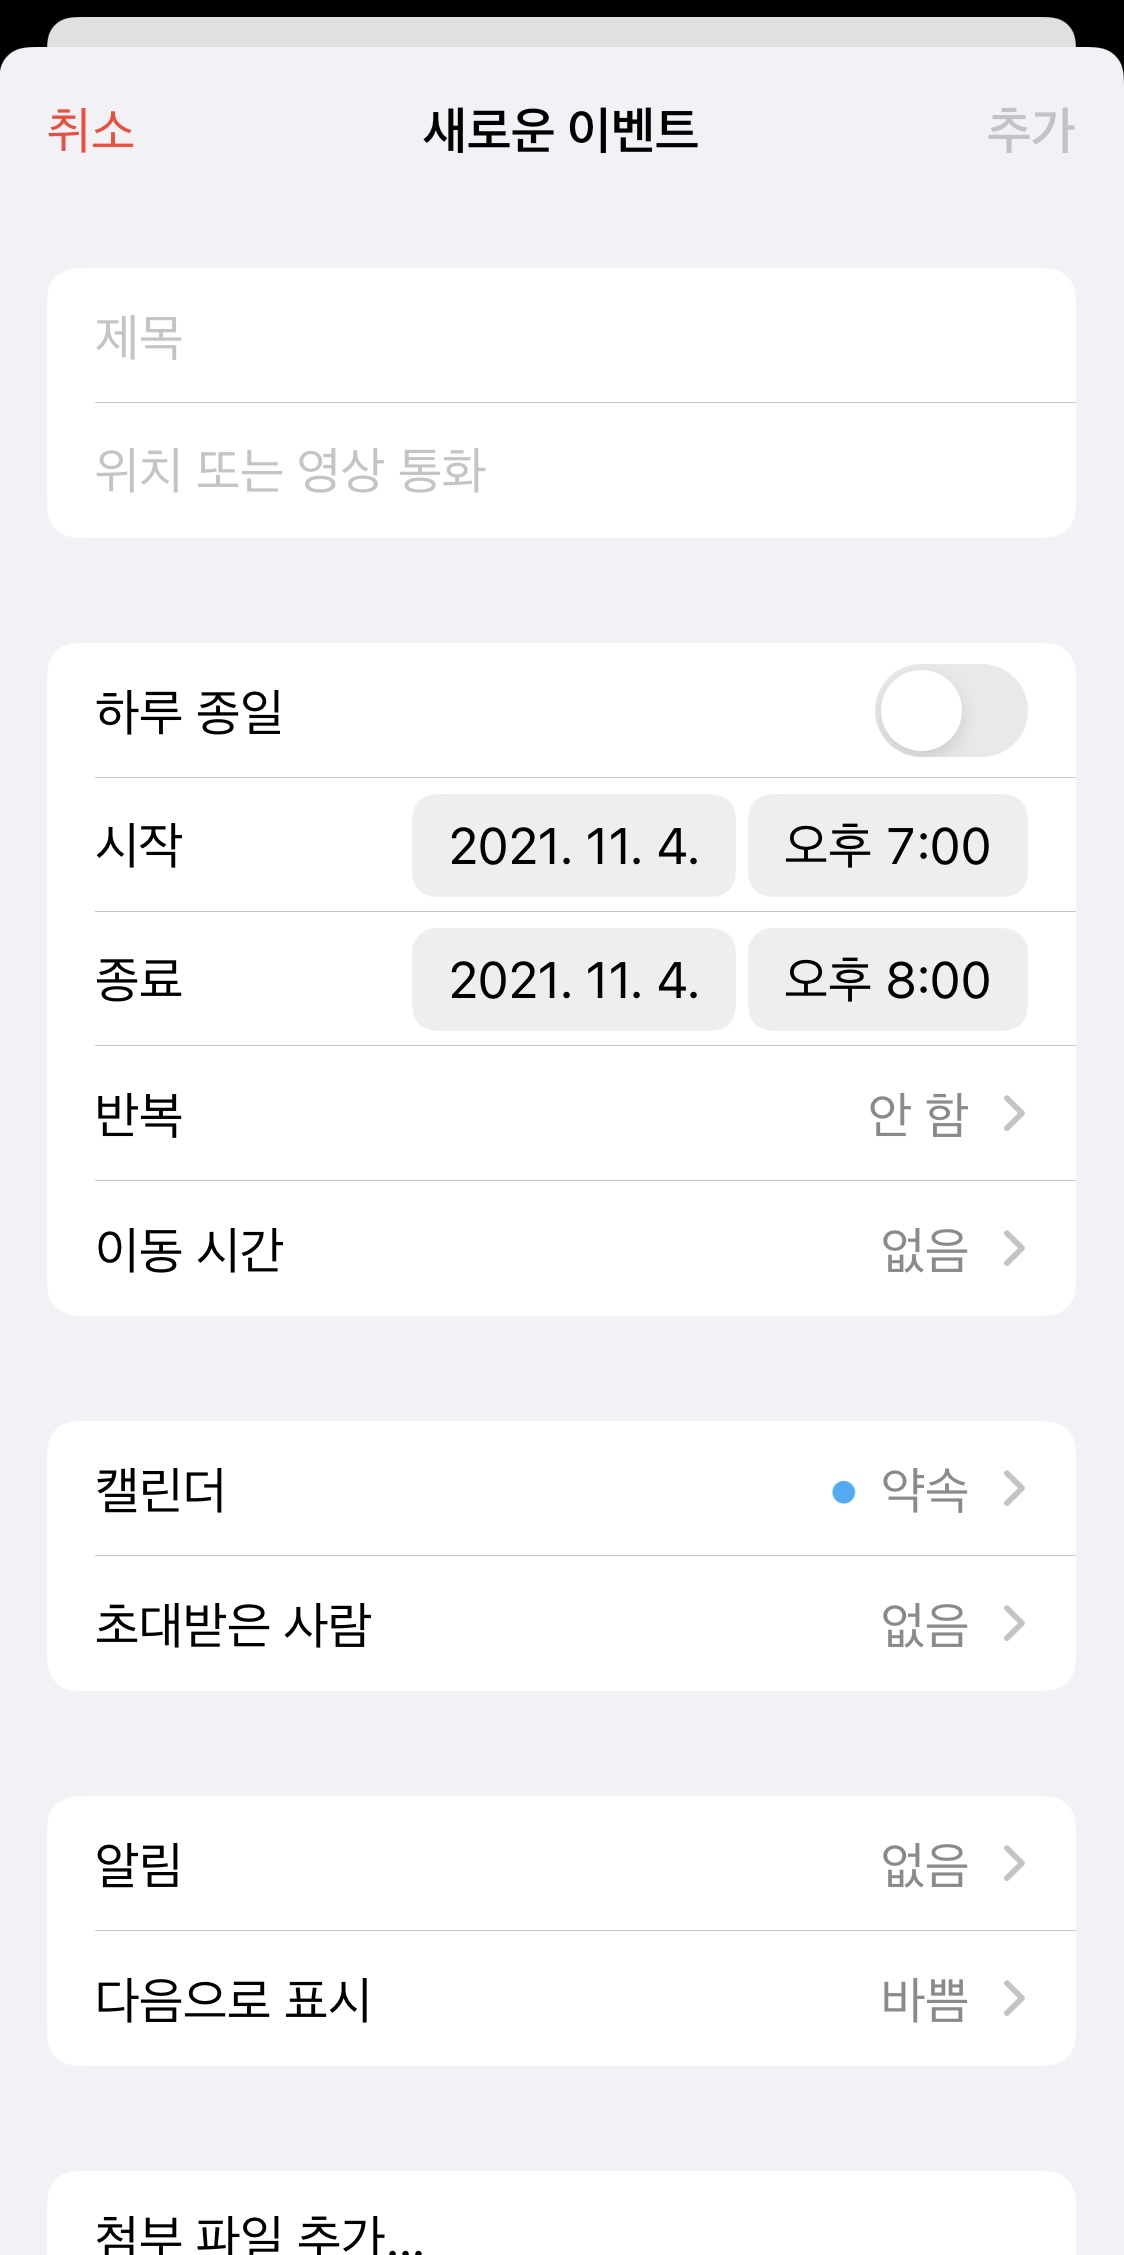 취소 새로운 이벤트 추가
제목
위치 또는 영상 통화
하루 종일
시작 2021. 11. 4. 오후 7:00
종료 2021. 11. 4. 오후 8:00
반복 안 함
이동 시간 없음
캘린더 약속
초대받은 사람 없음
알림 없음
다음으로 표시 바쁨
첨부 파일 추가...